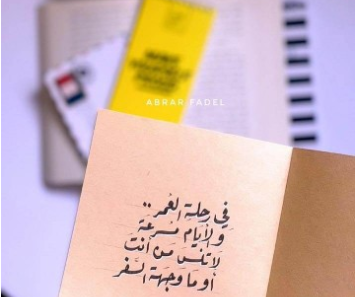 ABRAR FADEL
في رحلة العمر..
والأيام مسرعة
لا تنس من أنت
أو ما وجهة السفر